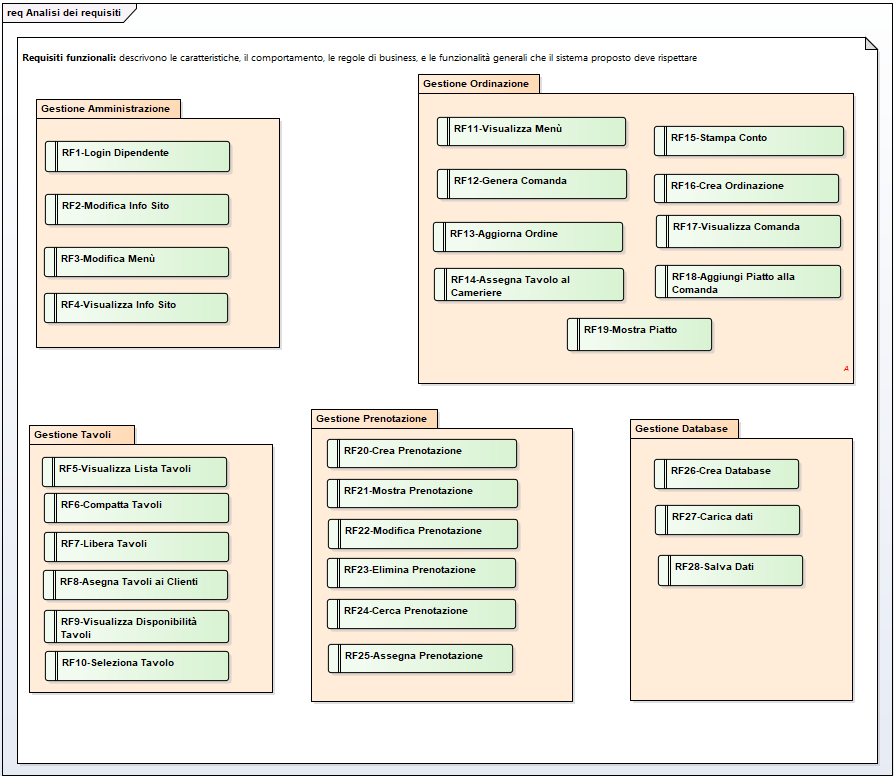 req Analisi dei requisiti
Requisiti funzionali: descrivono le caratteristiche, il comportamento, le regole di business, e le funzionalità generali che il sistema proposto deve rispettare
Gestione Amministrazione
RF1-Login Dipendente
RF2-Modifica Info Sito
RF3-Modifica Menù
RF4-Visualizza Info Sito
Gestione Ordinazione
RF11-Visualizza Menù
RF12-Genera Comanda
RF13-Aggiorna Ordine
RF14-Assegna Tavolo al
Cameriere
RF15-Stampa Conto
RF16-Crea Ordinazione
RF17-Visualizza Comanda
RF18-Aggiungi Piatto alla
Comanda
RF19-Mostra Piatto
A
Gestione Tavoli
RF5-Visualizza Lista Tavoli
RF6-Compatta Tavoli
RF7-Libera Tavoli
RF8-Asegna Tavoli ai Clienti
RF9-Visualizza Disponibilità
Tavoli
RF10-Seleziona Tavolo
Gestione Prenotazione
RF20-Crea Prenotazione
RF21-Mostra Prenotazione
RF22-Modifica Prenotazione
RF23-Elimina Prenotazione
RF24-Cerca Prenotazione
RF25-Assegna Prenotazione
Gestione Database
RF26-Crea Database
RF27-Carica dati
RF28-Salva Dati